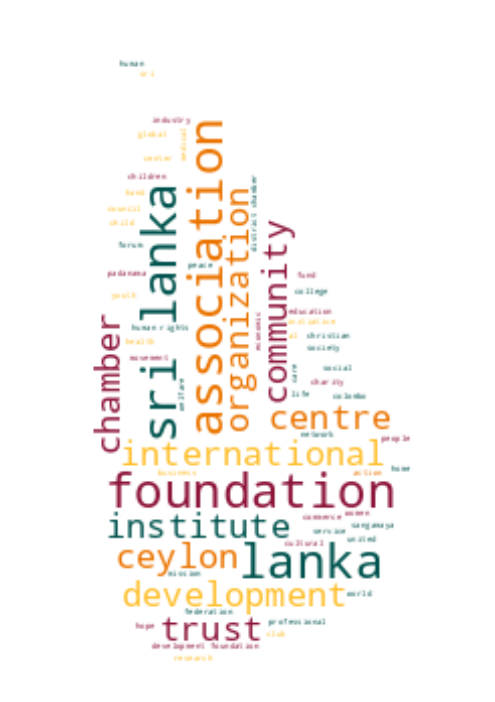 human
sri
industry
global
medical
center
association
children
district chamber
sri lanka
organization
hand
council
child
community
forum
peace
padanama
fund
youth
college
education
chamber
human rights
economic
christian
health
society
movement
care
social
welfare
charity
life
colombo
centre
network
people
international
business
action
home
foundation
commerce
women
institute
sangamaya
service
united
cultural
ceylon
lanka
mission
development
world
federation
hope
trust
professional
club
development foundation
research